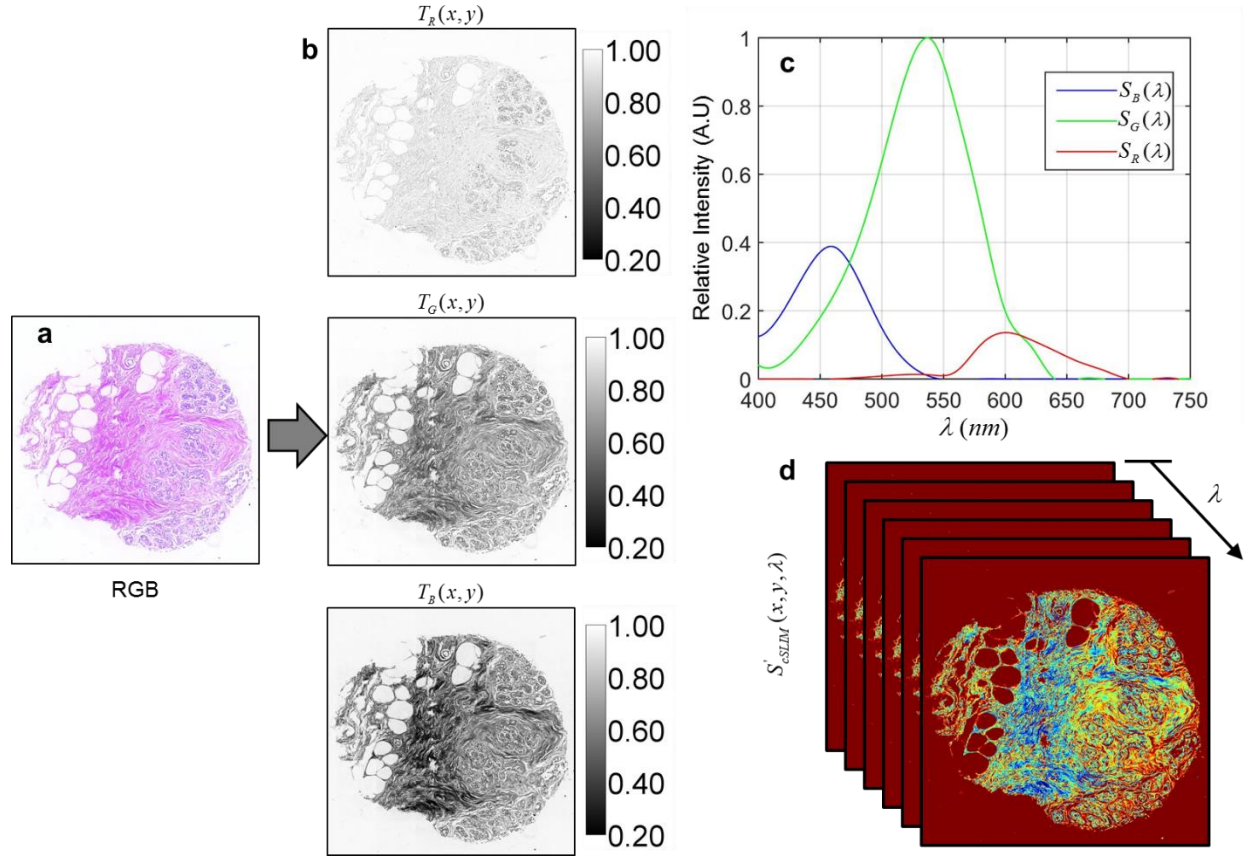 a
RGB
b
T_R(x, y)
1.00
0.80
0.60
0.40
0.20
T_G(x, y)
1.00
0.80
0.60
0.40
0.20
T_B(x, y)
1.00
0.80
0.60
0.40
0.20
c
Relative Intensity (A.U)
1
0.8
0.6
0.4
0.2
0
400 450 500 550 600 650 700 750
λ (nm)
S_B(λ)
S_G(λ)
S_R(λ)
d
λ
S'_cSLIM(x, y, λ)